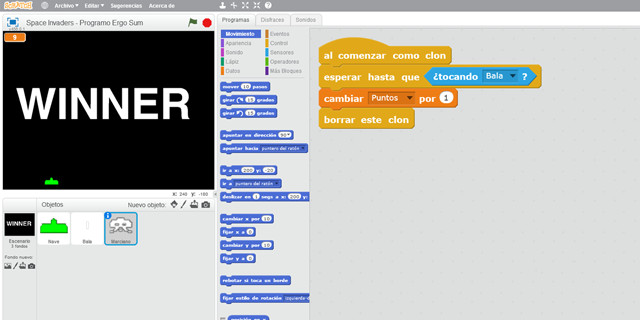 SCRATCH Archivo Editar Sugerencias Acerca de
Space Invaders - Programo Ergo Sum
WINNER
x: 240 y: -180
Objetos Nuevo objeto:
WINNER
Escenario
3 fondos
Fondo nuevo:
Nave
Bala
Marciano
Programas Disfraces Sonidos
Movimiento Eventos
Apariencia Control
Sonido Sensores
Lápiz Operadores
Datos Más Bloques
mover 10 pasos
girar 15 grados
girar 15 grados
apuntar en dirección 90
apuntar hacia puntero del ratón
ir a x: 200 y: -20
ir a puntero del ratón
deslizar en 1 segs a x: 200 y:
cambiar x por 10
fijar x a 0
cambiar y por 10
fijar y a 0
rebotar si toca un borde
fijar estilo de rotación izquierda-d
al comenzar como clon
esperar hasta que ¿tocando Bala ?
cambiar Puntos por 1
borrar este clon